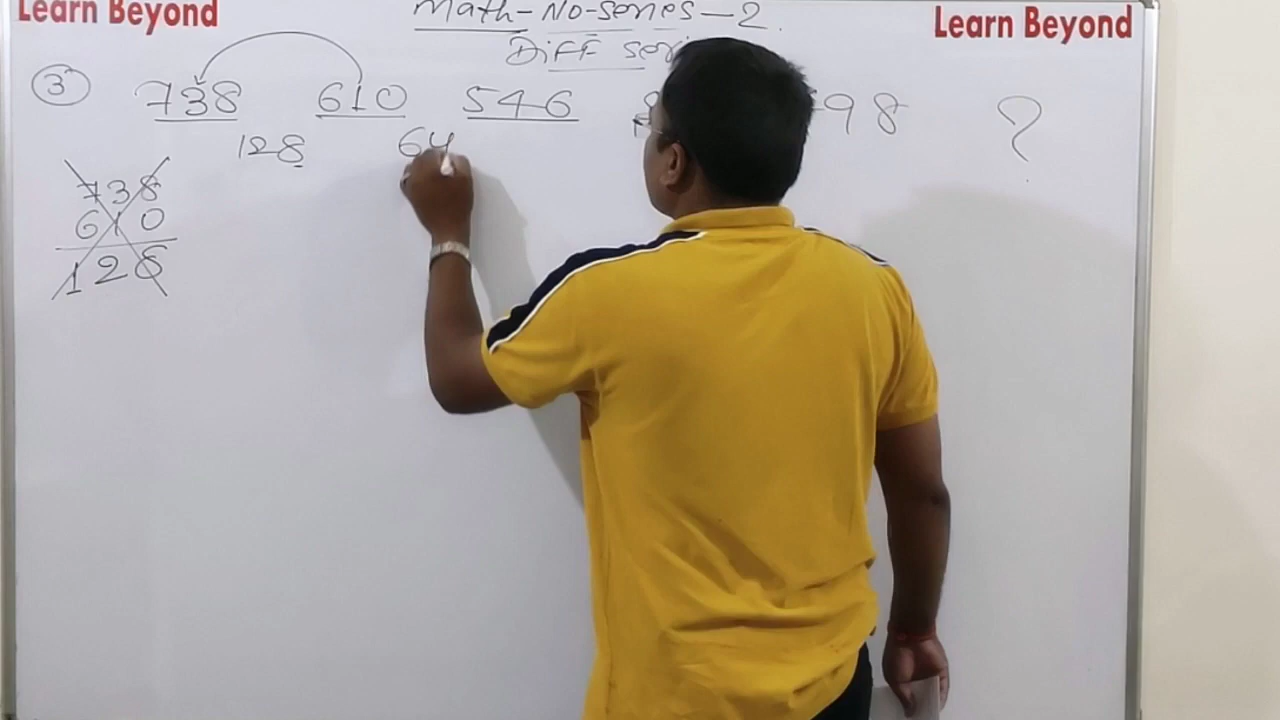 Learn Beyond
Math-No-series-2.
Learn Beyond
Diff seri
3 738 610 546 98 ?
128 64
738
610
128